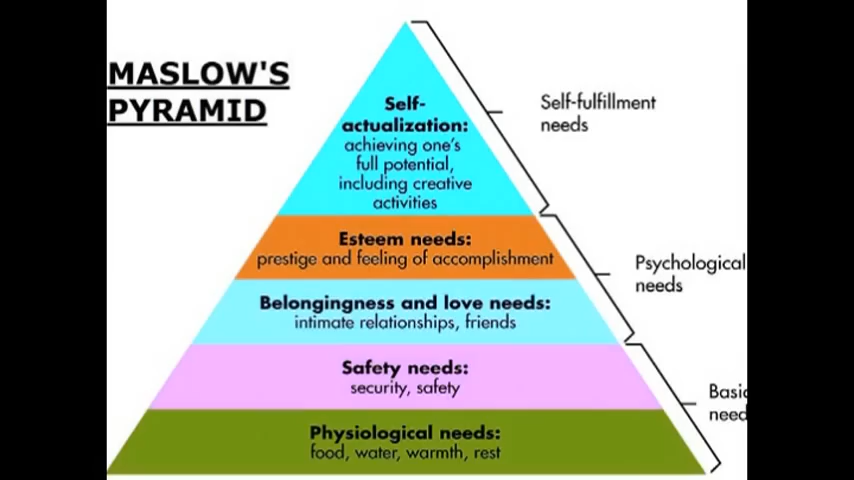 MASLOW'S
PYRAMID
Self-
actualization:
achieving one's
full potential,
including creative
activities
Self-fulfillment
needs
Esteem needs:
prestige and feeling of accomplishment
Psychological
needs
Belongingness and love needs:
intimate relationships, friends
Safety needs:
security, safety
Basic
need
Physiological needs:
food, water, warmth, rest